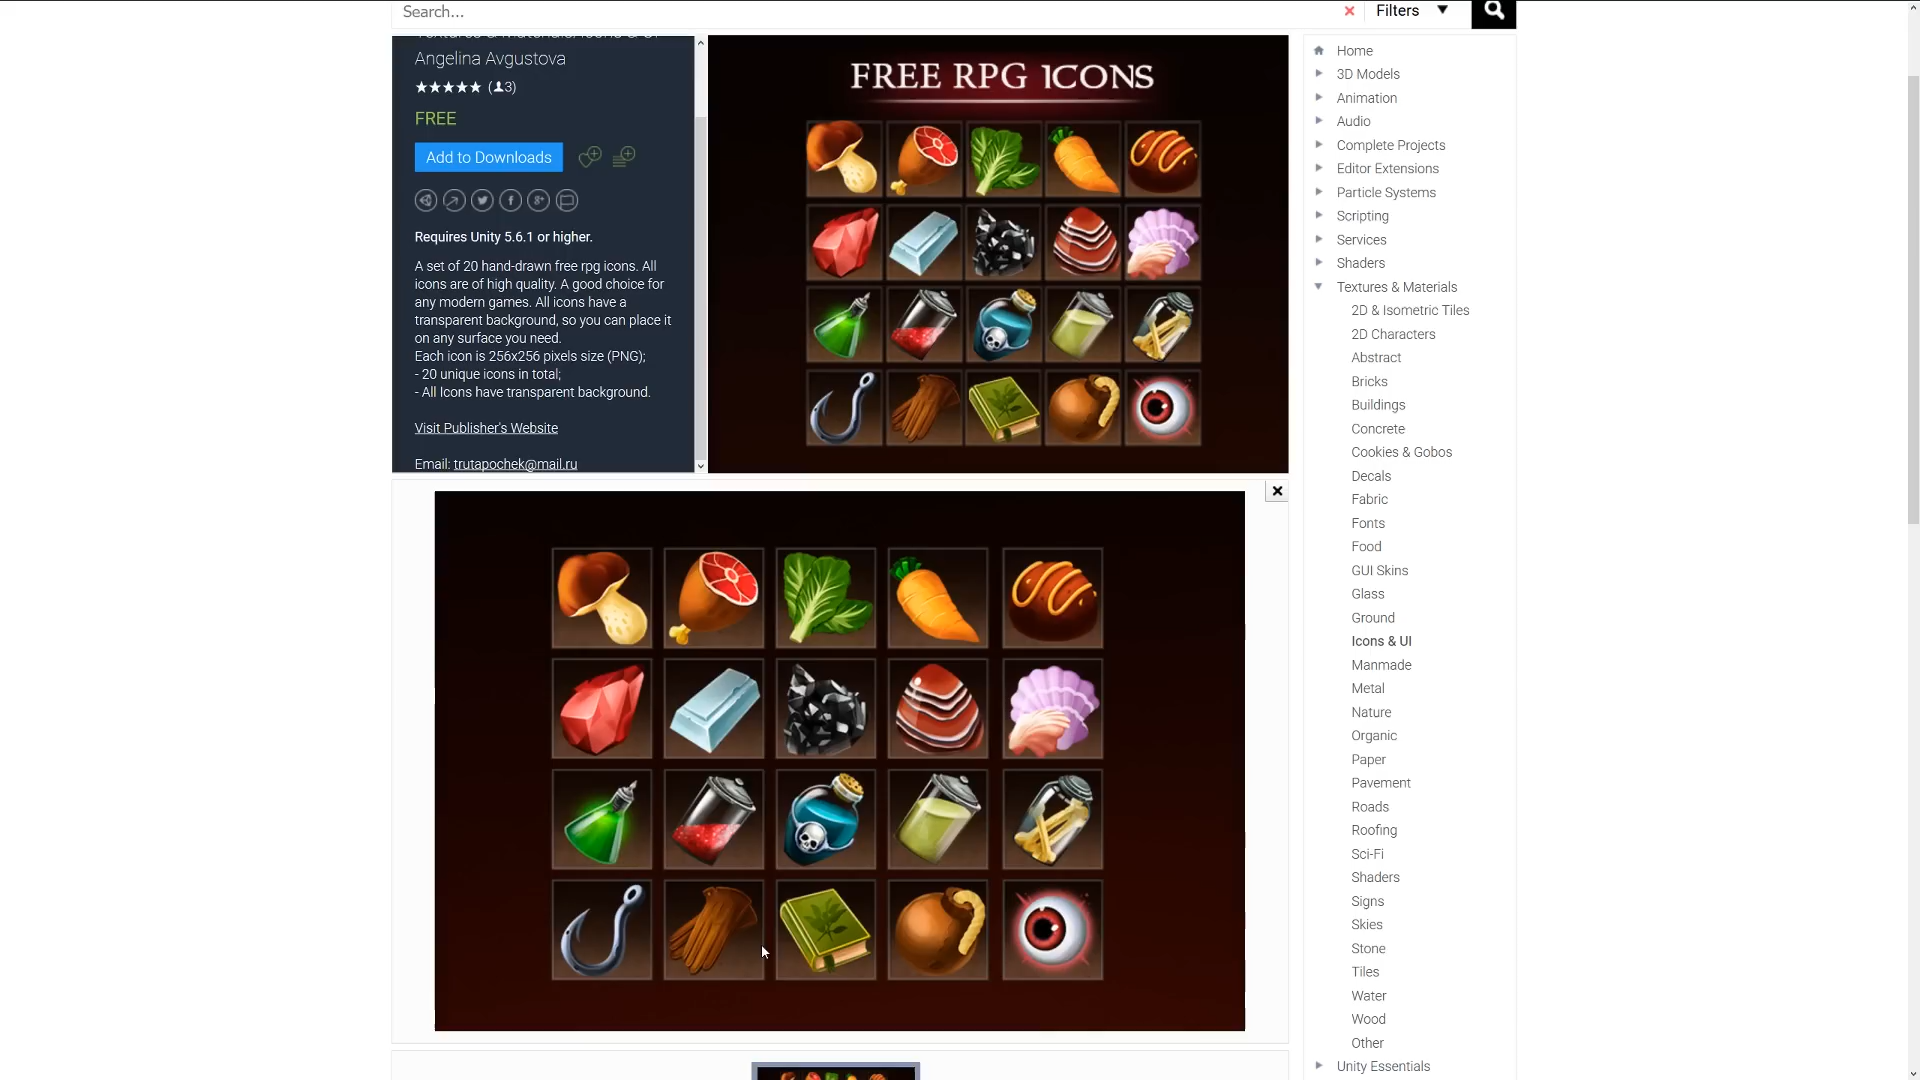 Search...
Filters
Angelina Avgustova
(3)
FREE
Add to Downloads
Requires Unity 5.6.1 or higher.
A set of 20 hand-drawn free rpg icons. All
icons are of high quality. A good choice for
any modern games. All icons have a
transparent background, so you can place it
on any surface you need.
Each icon is 256x256 pixels size (PNG);
- 20 unique icons in total;
- All Icons have transparent background.
Visit Publisher's Website
Email: trutapochek@mail.ru
FREE RPG ICONS
Home
3D Models
Animation
Audio
Complete Projects
Editor Extensions
Particle Systems
Scripting
Services
Shaders
Textures & Materials
2D & Isometric Tiles
2D Characters
Abstract
Bricks
Buildings
Concrete
Cookies & Gobos
Decals
Fabric
Fonts
Food
GUI Skins
Glass
Ground
Icons & UI
Manmade
Metal
Nature
Organic
Paper
Pavement
Roads
Roofing
Sci-Fi
Shaders
Signs
Skies
Stone
Tiles
Water
Wood
Other
Unity Essentials